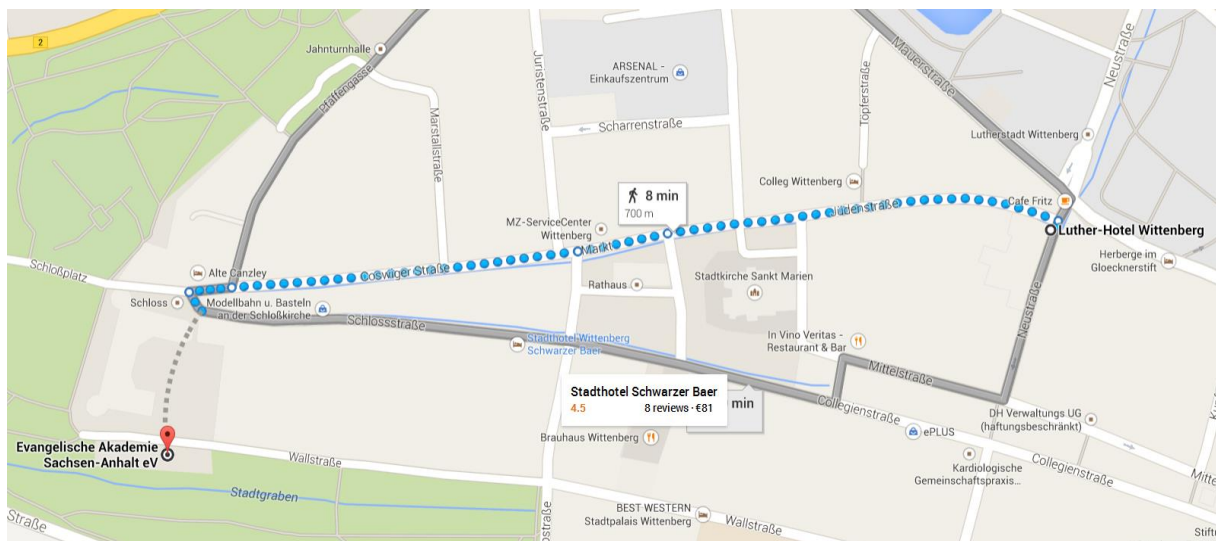 2
Jahnturnhalle
Pfaffengasse
Marstallstraße
Juristenstraße
ARSENAL -
Einkaufszentrum
Scharrenstraße
Töpferstraße
Mauerstraße
Neustraße
Lutherstadt Wittenberg
Colleg Wittenberg
8 min
700 m
Cafe Fritz
Jüdenstraße
Luther-Hotel Wittenberg
Herberge im
Gloecknerstift
MZ-ServiceCenter
Wittenberg
Markt
Coswiger Straße
Schloßplatz
Alte Canzley
Schloss
Modellbahn u. Basteln
an der Schloßkirche
Rathaus
Stadtkirche Sankt Marien
Schlossstraße
Stadthotel Wittenberg
Schwarzer Baer
In Vino Veritas -
Restaurant & Bar
Neustraße
Mittelstraße
Stadthotel Schwarzer Baer
4.5
8 reviews · €81
min
Collegienstraße
DH Verwaltungs UG
(haftungsbeschränkt)
ePLUS
Brauhaus Wittenberg
Evangelische Akademie
Sachsen-Anhalt eV
Wallstraße
Kardiologische
Gemeinschaftspraxis...
Collegienstraße
Stadtgraben
BEST WESTERN
Stadtpalais Wittenberg
Wallstraße
Straße